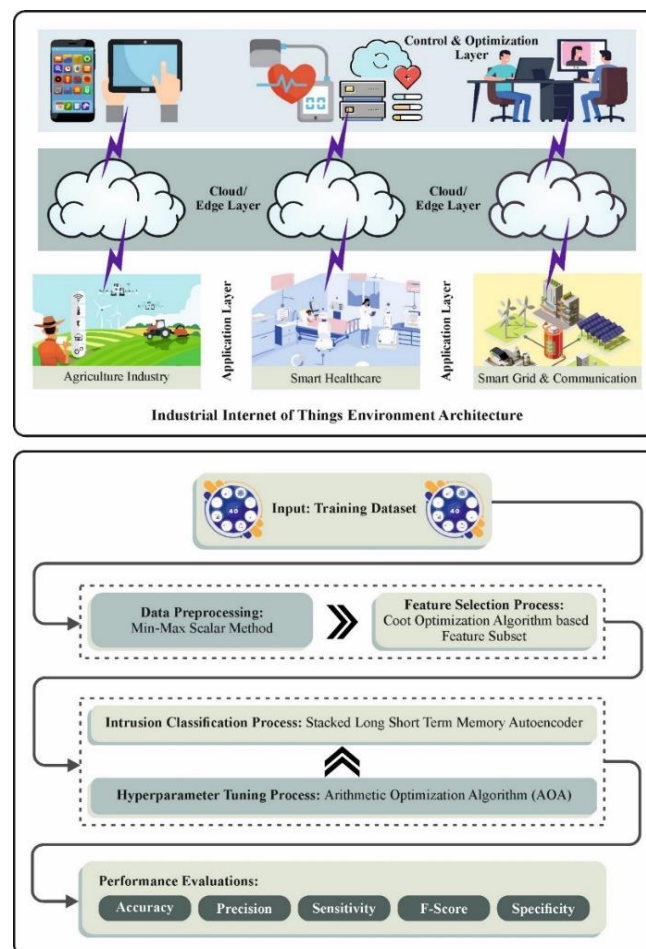 Control & Optimization
Layer
Cloud/
Edge Layer
Cloud/
Edge Layer
Application Layer
Application Layer
Agriculture Industry
Smart Healthcare
Smart Grid & Communication
Industrial Internet of Things Environment Architecture
Input: Training Dataset
Data Preprocessing:
Min-Max Scalar Method
Feature Selection Process:
Coot Optimization Algorithm based
Feature Subset
Intrusion Classification Process: Stacked Long Short Term Memory Autoencoder
Hyperparameter Tuning Process: Arithmetic Optimization Algorithm (AOA)
Performance Evaluations:
Accuracy
Precision
Sensitivity
F-Score
Specificity